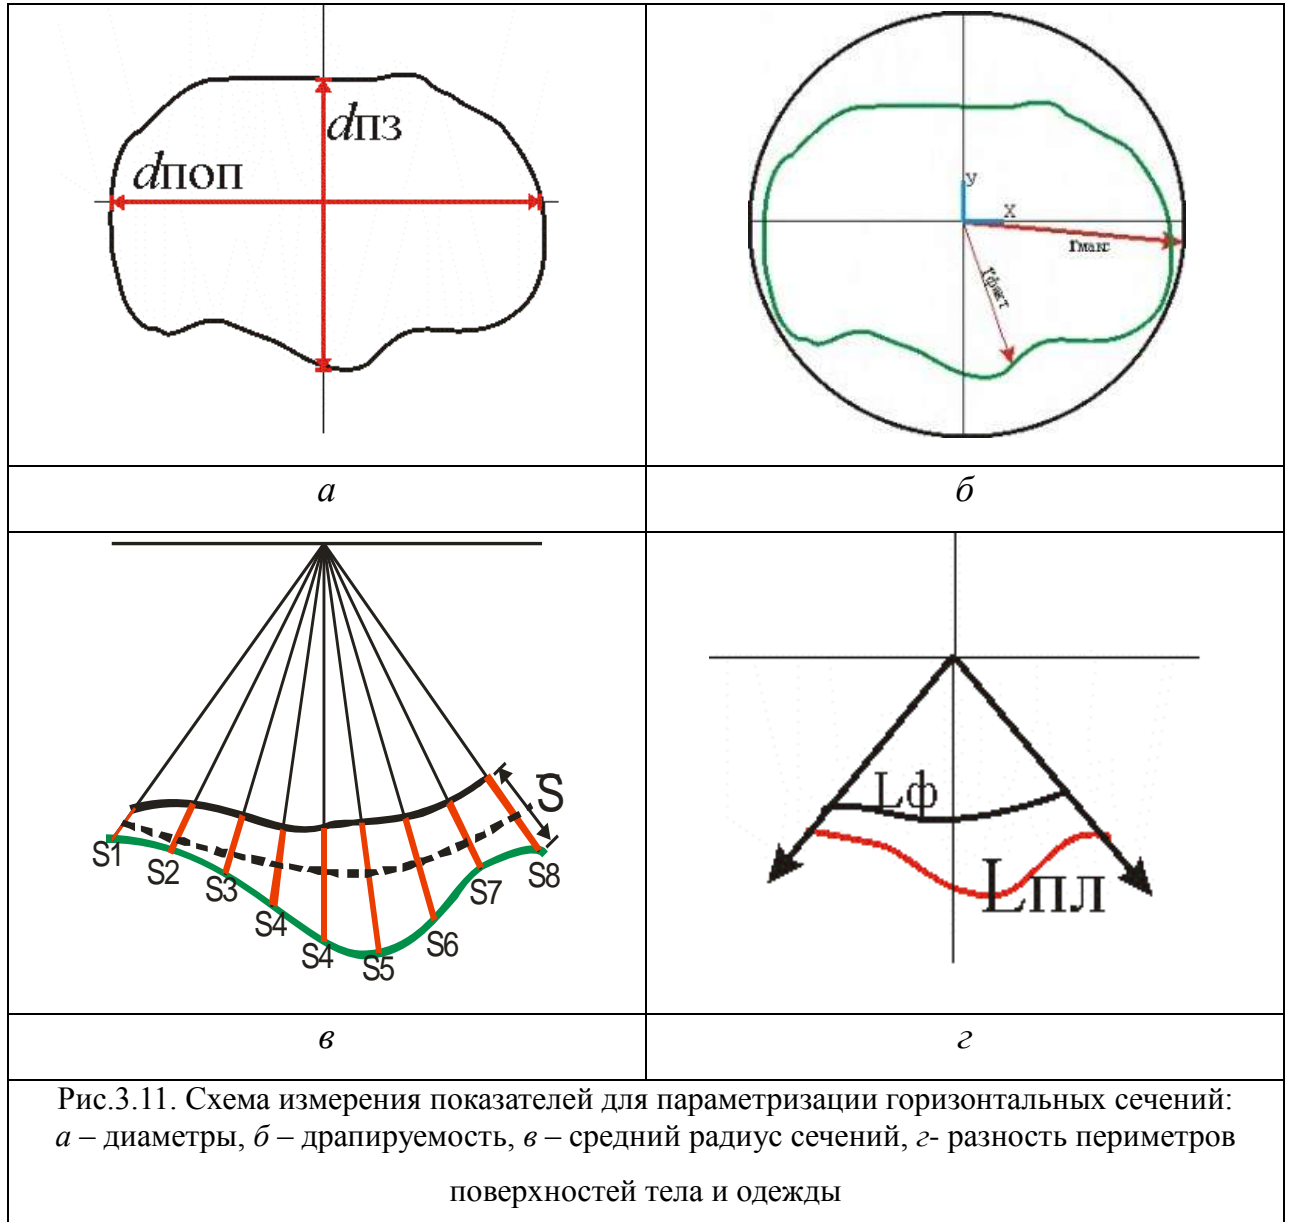 dПЗ
dПОП
y
x
rмакс
rфакт
а
б
S
S1
S2
S3
S4
S4
S5
S6
S7
S8
Lф
Lпл
в
г
Рис.3.11. Схема измерения показателей для параметризации горизонтальных сечений:
а – диаметры, б – драпируемость, в – средний радиус сечений, г- разность периметров
поверхностей тела и одежды